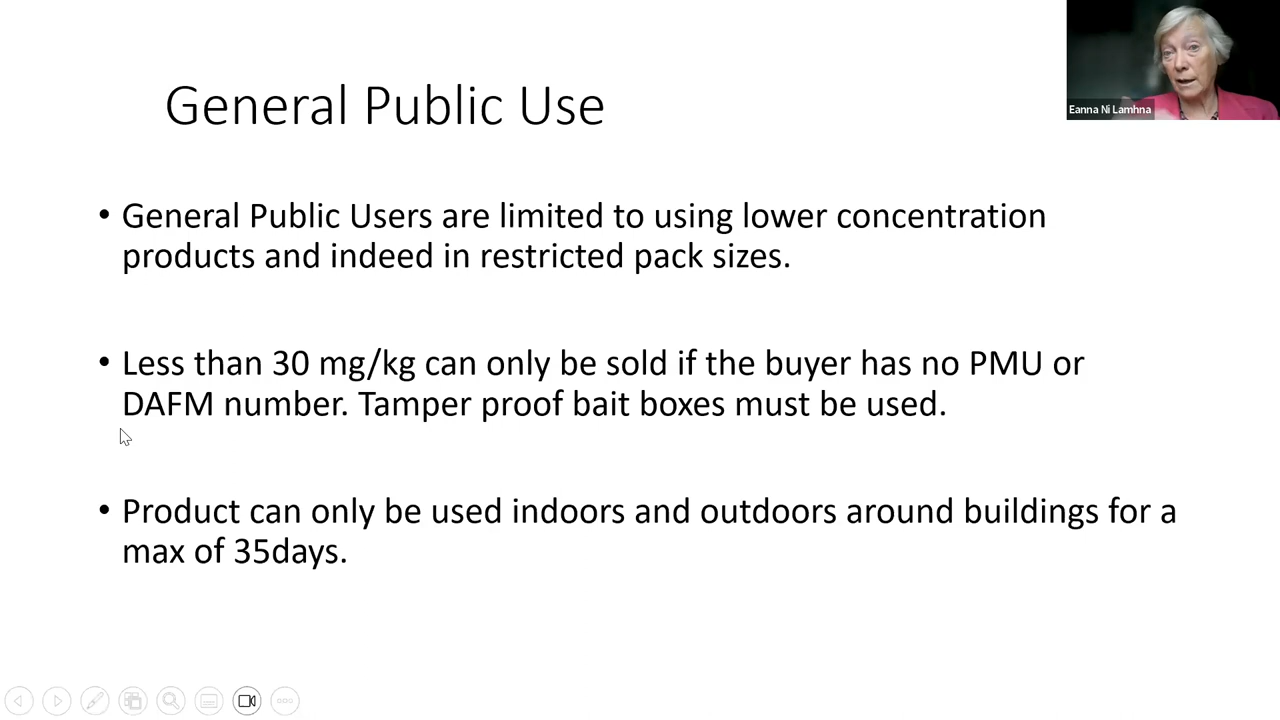 General Public Use
Eanna Ni Lamhna
• General Public Users are limited to using lower concentration
products and indeed in restricted pack sizes.
• Less than 30 mg/kg can only be sold if the buyer has no PMU or
DAFM number. Tamper proof bait boxes must be used.
• Product can only be used indoors and outdoors around buildings for a
max of 35days.